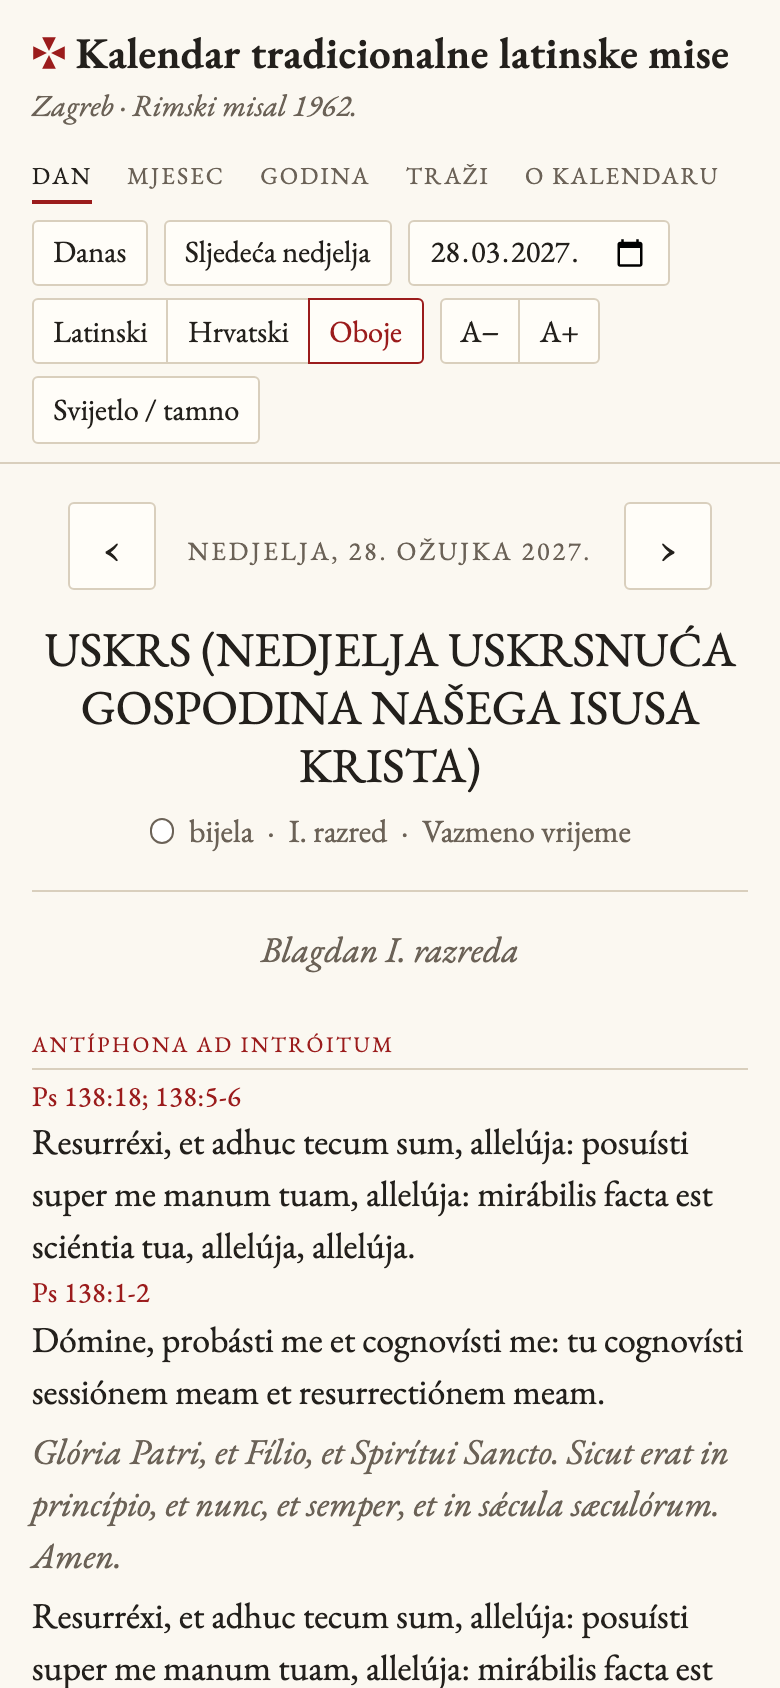 Kalendar tradicionalne latinske mise
Zagreb · Rimski misal 1962.
DAN MJESEC GODINA TRAŽI O KALENDARU
Danas Sljedeća nedjelja 28.03.2027.
Latinski Hrvatski Oboje A− A+
Svijetlo / tamno
‹ NEDJELJA, 28. OŽUJKA 2027. ›
USKRS (NEDJELJA USKRSNUĆA
GOSPODINA NAŠEGA ISUSA
KRISTA)
bijela · I. razred · Vazmeno vrijeme
Blagdan I. razreda
ANTÍPHONA AD INTRÓITUM
Ps 138:18; 138:5-6
Resurréxi, et adhuc tecum sum, allelúja: posuísti
super me manum tuam, allelúja: mirábilis facta est
sciéntia tua, allelúja, allelúja.
Ps 138:1-2
Dómine, probásti me et cognovísti me: tu cognovísti
sessiónem meam et resurrectiónem meam.
Glória Patri, et Fílio, et Spirítui Sancto. Sicut erat in
princípio, et nunc, et semper, et in sǽcula sæculórum.
Amen.
Resurréxi, et adhuc tecum sum, allelúja: posuísti
super me manum tuam, allelúja: mirábilis facta est